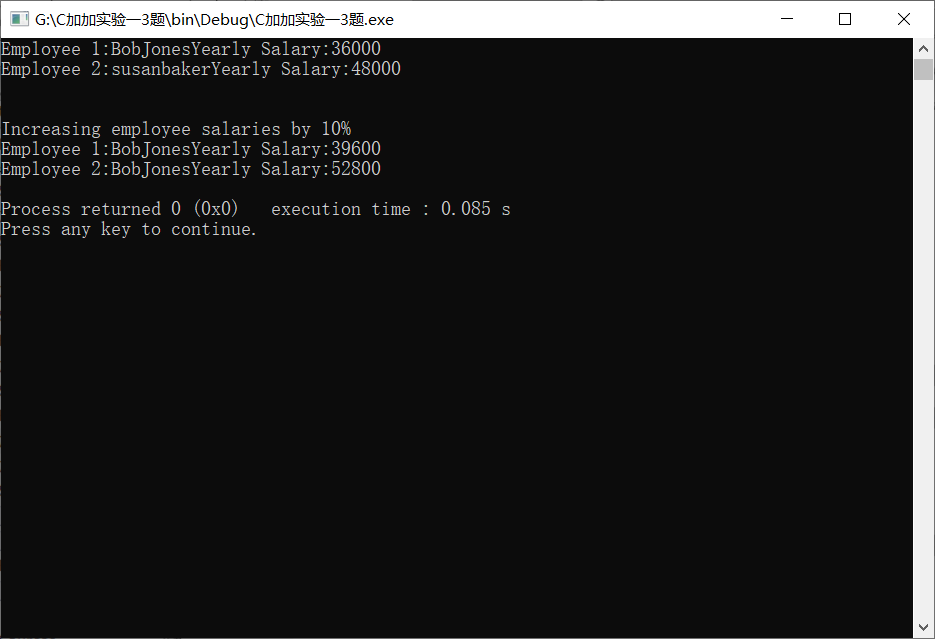 G:\C加加实验一3题\bin\Debug\C加加实验一3题.exe
Employee 1:BobJonesYearly Salary:36000
Employee 2:susanbakerYearly Salary:48000
Increasing employee salaries by 10%
Employee 1:BobJonesYearly Salary:39600
Employee 2:BobJonesYearly Salary:52800
Process returned 0 (0x0)   execution time : 0.085 s
Press any key to continue.